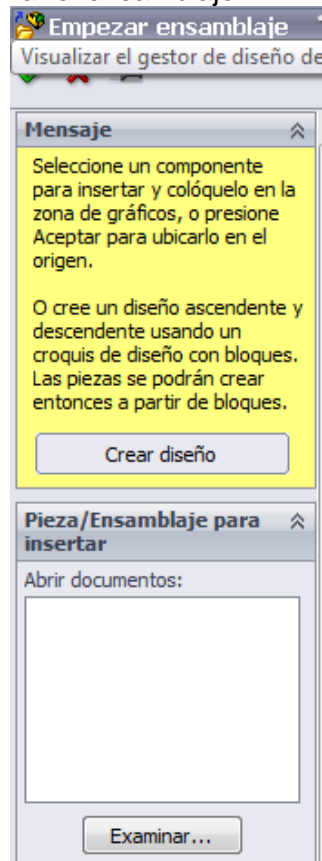 Empezar ensamblaje
Visualizar el gestor de diseño de
Mensaje
Seleccione un componente
para insertar y colóquelo en la
zona de gráficos, o presione
Aceptar para ubicarlo en el
origen.
O cree un diseño ascendente y
descendente usando un
croquis de diseño con bloques.
Las piezas se podrán crear
entonces a partir de bloques.
Crear diseño
Pieza/Ensamblaje para
insertar
Abrir documentos:
Examinar...